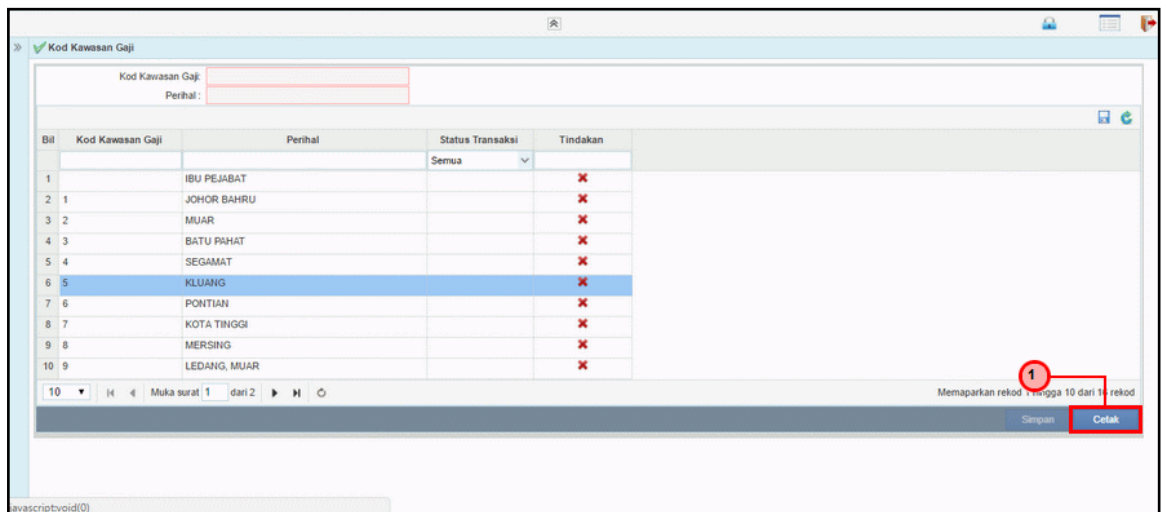 Kod Kawasan Gaji
Kod Kawasan Gaji:
Perihal :
Bil Kod Kawasan Gaji Perihal Status Transaksi Tindakan
Semua
1 IBU PEJABAT
2 1 JOHOR BAHRU
3 2 MUAR
4 3 BATU PAHAT
5 4 SEGAMAT
6 5 KLUANG
7 6 PONTIAN
8 7 KOTA TINGGI
9 8 MERSING
10 9 LEDANG, MUAR
1
10 Muka surat 1 dari 2 Memaparkan rekod 1 hingga 10 dari 16 rekod
Simpan Cetak
javascript:void(0)